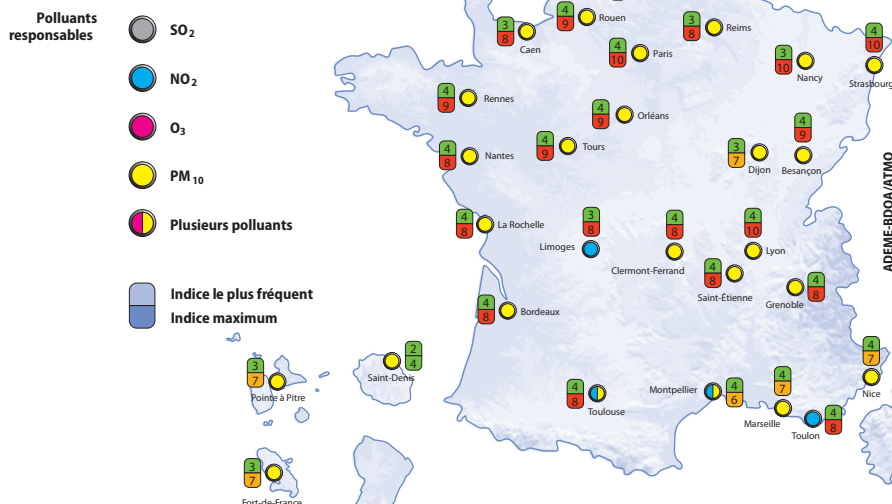 Polluants
responsables
SO2
NO2
O3
PM10
Plusieurs polluants
Indice le plus fréquent
Indice maximum
4
9
Rouen
3
8
Caen
3
8
Reims
4
10
Paris
3
10
Nancy
4
10
Strasbourg
4
9
Rennes
4
9
Orléans
4
9
Tours
4
8
Nantes
3
7
Dijon
4
9
Besançon
ADEME-BDQA/ATMO
4
8
La Rochelle
3
8
Limoges
4
8
Clermont-Ferrand
4
10
Lyon
4
8
Saint-Étienne
4
8
Grenoble
4
8
Bordeaux
2
4
Saint-Denis
3
7
Pointe à Pitre
4
8
Toulouse
4
6
Montpellier
4
7
Marseille
4
8
Toulon
4
7
Nice
3
7
Fort-de-France